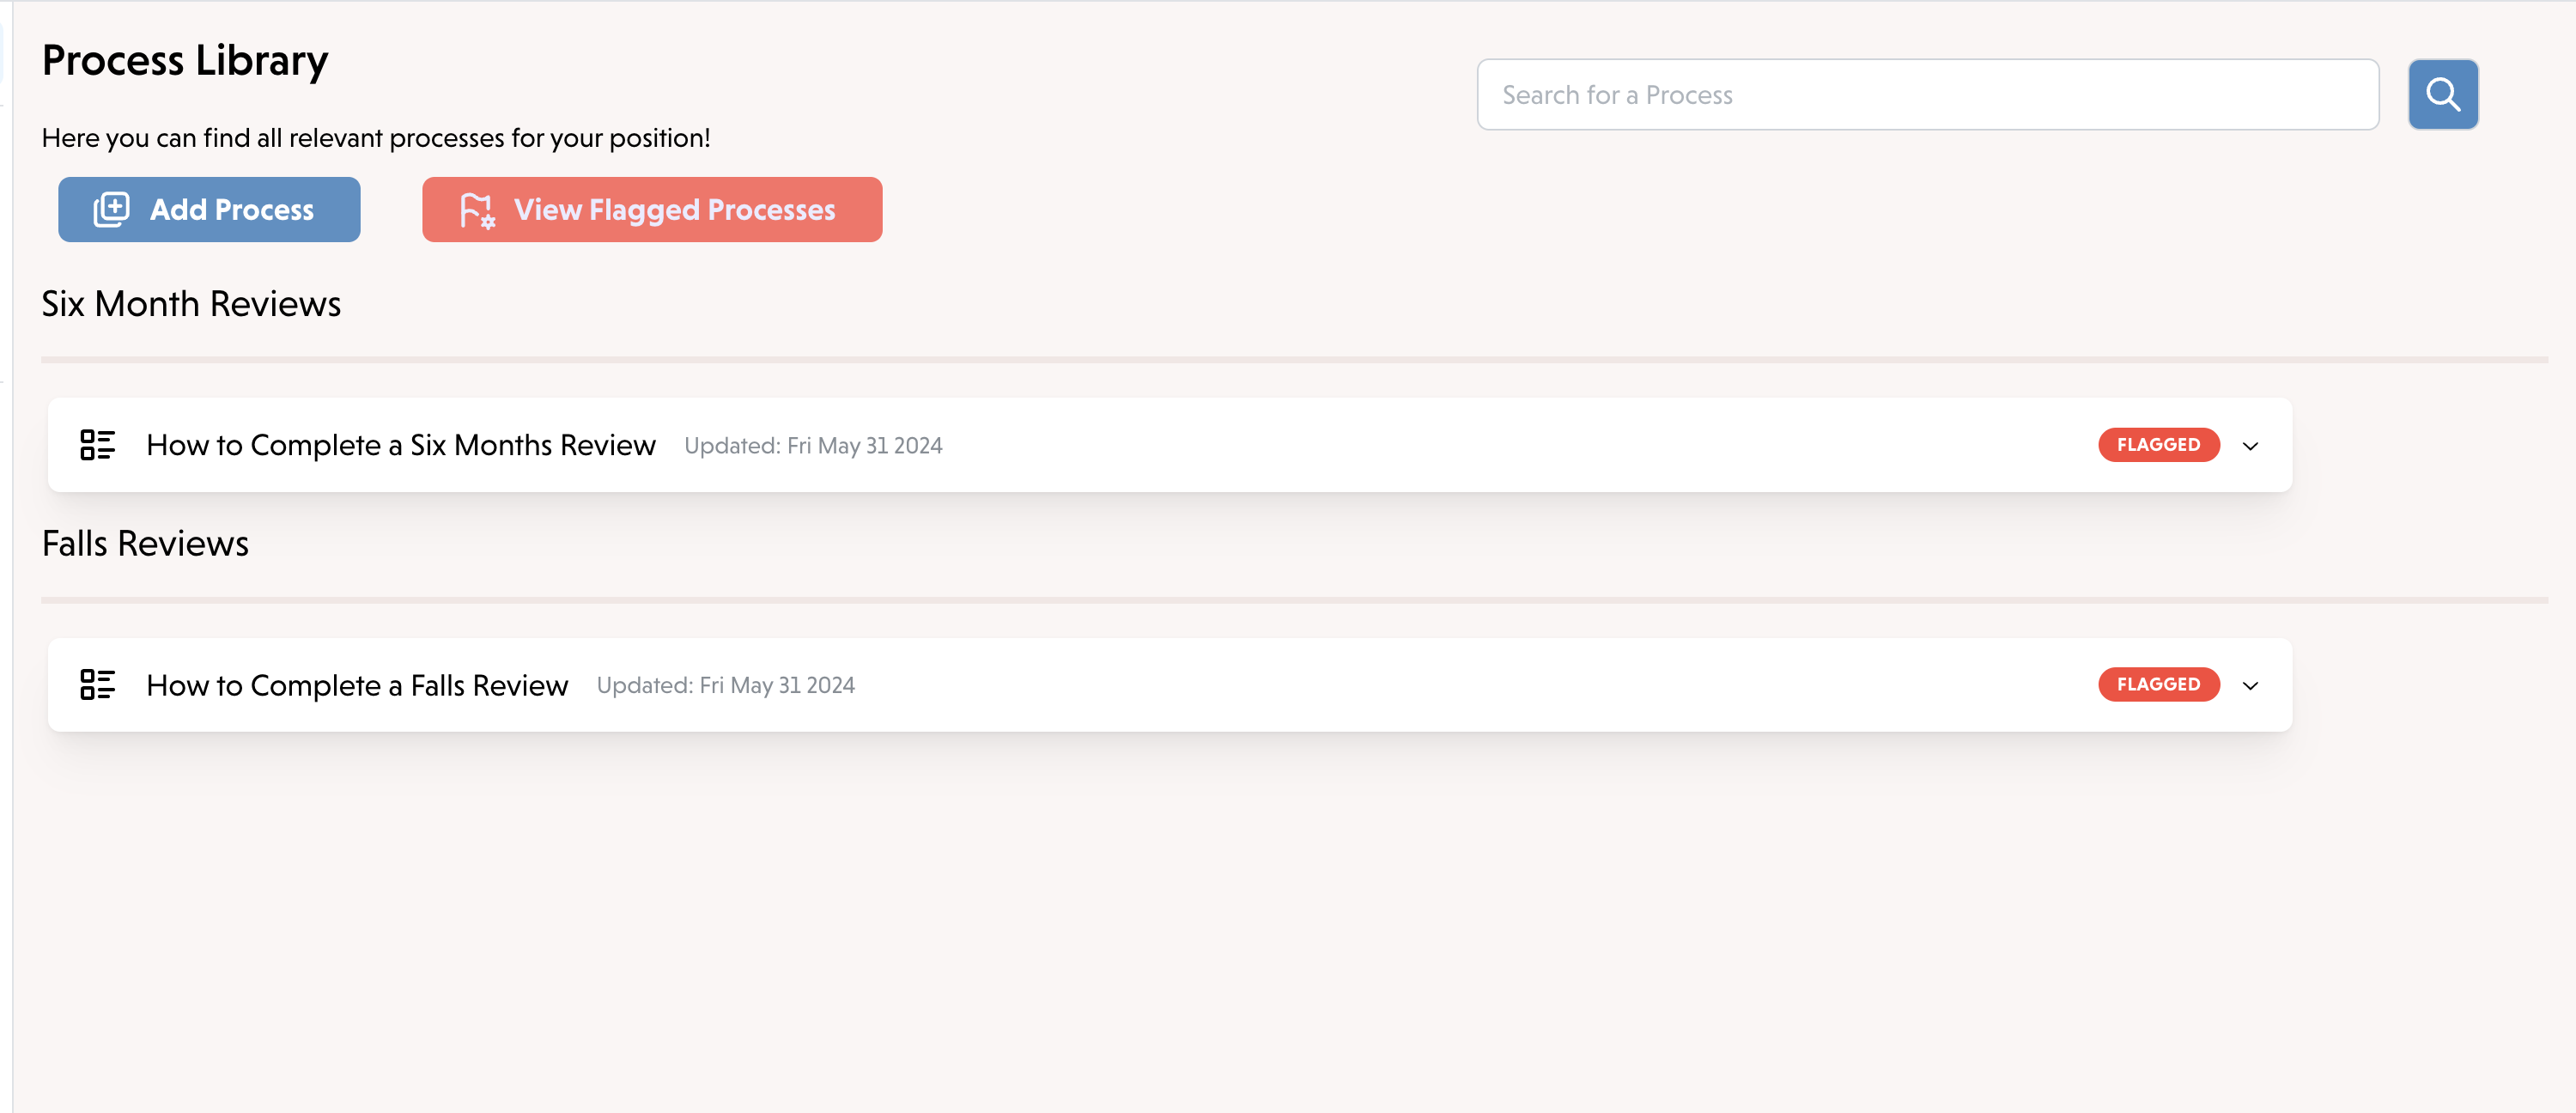 Process Library
Search for a Process
Here you can find all relevant processes for your position!
Add Process
View Flagged Processes
Six Month Reviews
How to Complete a Six Months Review Updated: Fri May 31 2024 FLAGGED
Falls Reviews
How to Complete a Falls Review Updated: Fri May 31 2024 FLAGGED